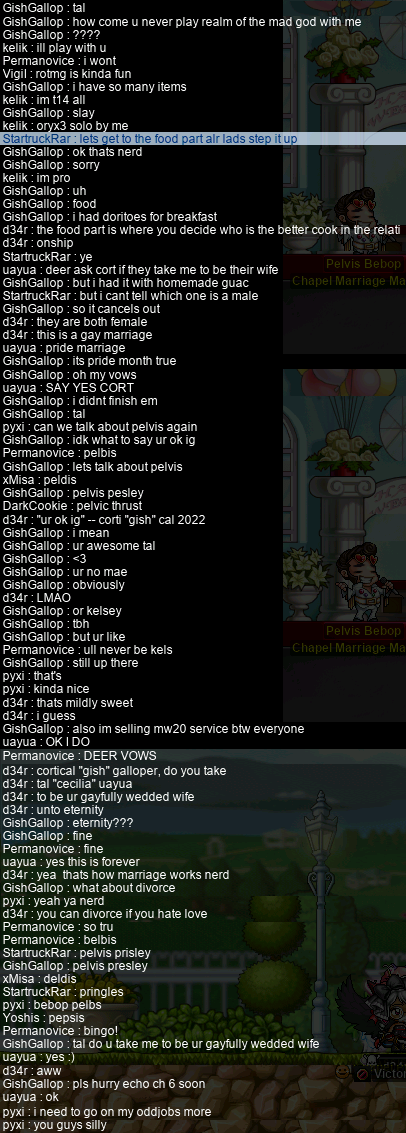 GishGallop : tal
GishGallop : how come u never play realm of the mad god with me
GishGallop : ????
kelik : ill play with u
Permanovice : i wont
Vigil : rotmg is kinda fun
GishGallop : i have so many items
kelik : im t14 all
GishGallop : slay
kelik : oryx3 solo by me
StartruckRar : lets get to the food part alr lads step it up
GishGallop : ok thats nerd
GishGallop : sorry
kelik : im pro
GishGallop : uh
GishGallop : food
GishGallop : i had doritoes for breakfast
d34r : the food part is where you decide who is the better cook in the relati
d34r : onship
StartruckRar : ye
uayua : deer ask cort if they take me to be their wife
GishGallop : but i had it with homemade guac
StartruckRar : but i cant tell which one is a male
GishGallop : so it cancels out
d34r : they are both female
d34r : this is a gay marriage
uayua : pride marriage
GishGallop : its pride month true
GishGallop : oh my vows
uayua : SAY YES CORT
GishGallop : i didnt finish em
GishGallop : tal
pyxi : can we talk about pelvis again
GishGallop : idk what to say ur ok ig
Permanovice : pelbis
GishGallop : lets talk about pelvis
xMisa : peldis
GishGallop : pelvis pesley
DarkCookie : pelvic thrust
d34r : "ur ok ig" -- corti "gish" cal 2022
GishGallop : i mean
GishGallop : ur awesome tal
GishGallop : <3
GishGallop : ur no mae
GishGallop : obviously
d34r : LMAO
GishGallop : or kelsey
GishGallop : tbh
GishGallop : but ur like
Permanovice : ull never be kels
GishGallop : still up there
pyxi : that's
pyxi : kinda nice
d34r : thats mildly sweet
d34r : i guess
GishGallop : also im selling mw20 service btw everyone
uayua : OK I DO
Permanovice : DEER VOWS
d34r : cortical "gish" galloper, do you take
d34r : tal "cecilia" uayua
d34r : to be ur gayfully wedded wife
d34r : unto eternity
GishGallop : eternity???
GishGallop : fine
Permanovice : fine
uayua : yes this is forever
d34r : yea  thats how marriage works nerd
GishGallop : what about divorce
pyxi : yeah ya nerd
d34r : you can divorce if you hate love
Permanovice : so tru
Permanovice : belbis
StartruckRar : pelvis prisley
GishGallop : pelvis presley
xMisa : deldis
StartruckRar : pringles
pyxi : bebop pelbs
Yoshis : pepsis
Permanovice : bingo!
GishGallop : tal do u take me to be ur gayfully wedded wife
uayua : yes :)
d34r : aww
GishGallop : pls hurry echo ch 6 soon
uayua : ok
pyxi : i need to go on my oddjobs more
pyxi : you guys silly
Pelvis Bebop
Chapel Marriage Ma
Pelvis Bebop
Chapel Marriage Ma
Victor